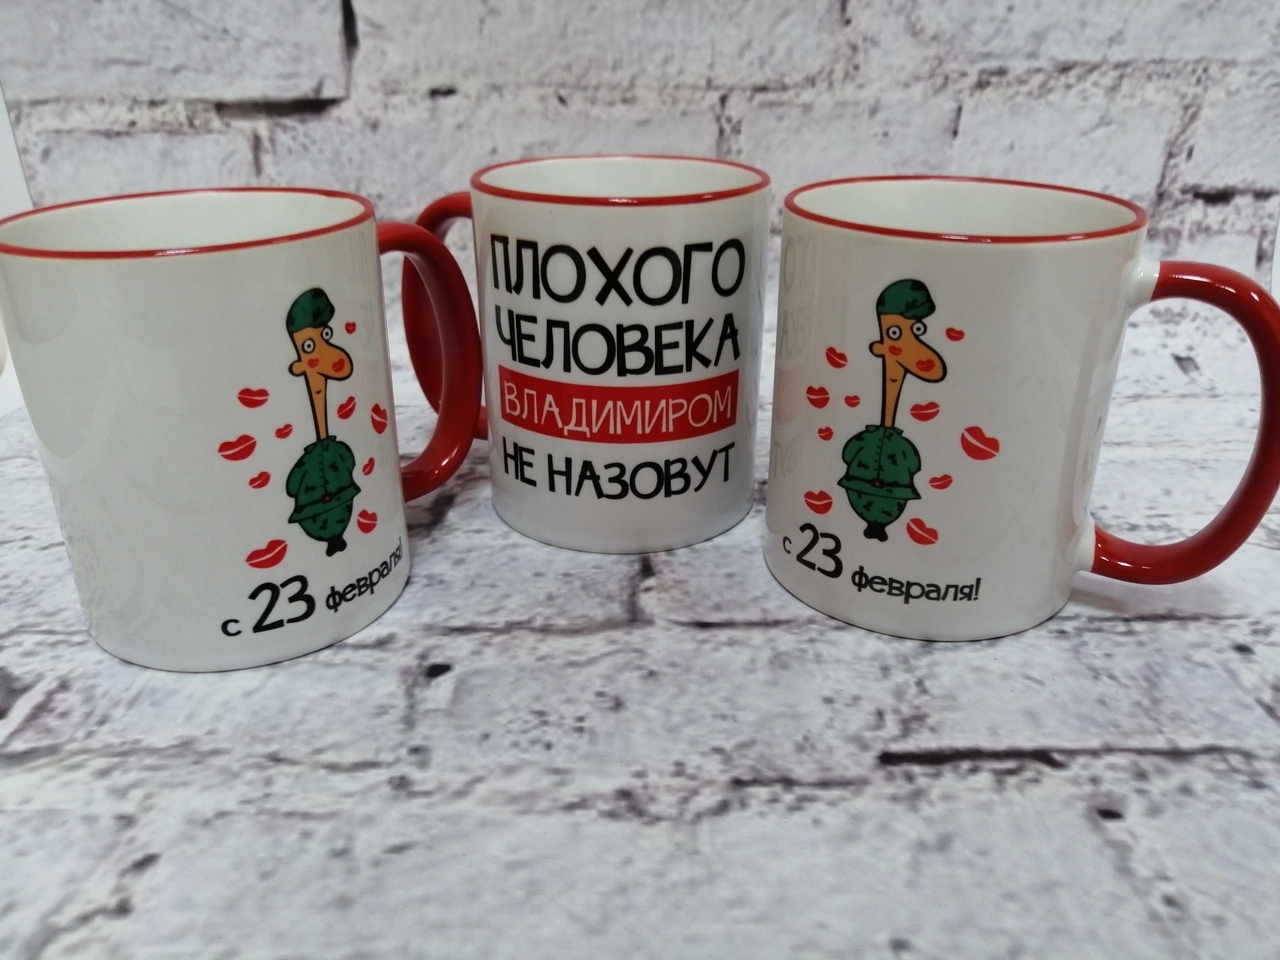 с 23 февраля!
ПЛОХОГО
ЧЕЛОВЕКА
ВЛАДИМИРОМ
НЕ НАЗОВУТ
с 23 февраля!